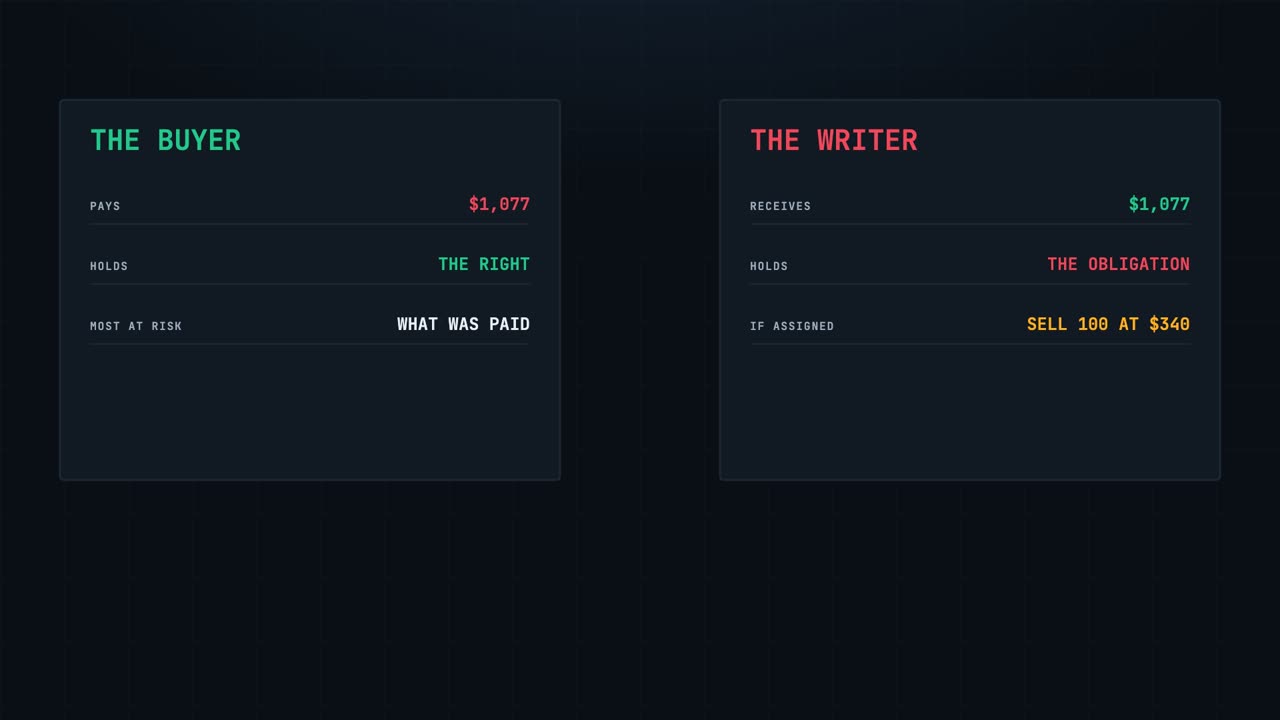 THE BUYER
PAYS $1,077
HOLDS THE RIGHT
MOST AT RISK WHAT WAS PAID
THE WRITER
RECEIVES $1,077
HOLDS THE OBLIGATION
IF ASSIGNED SELL 100 AT $340